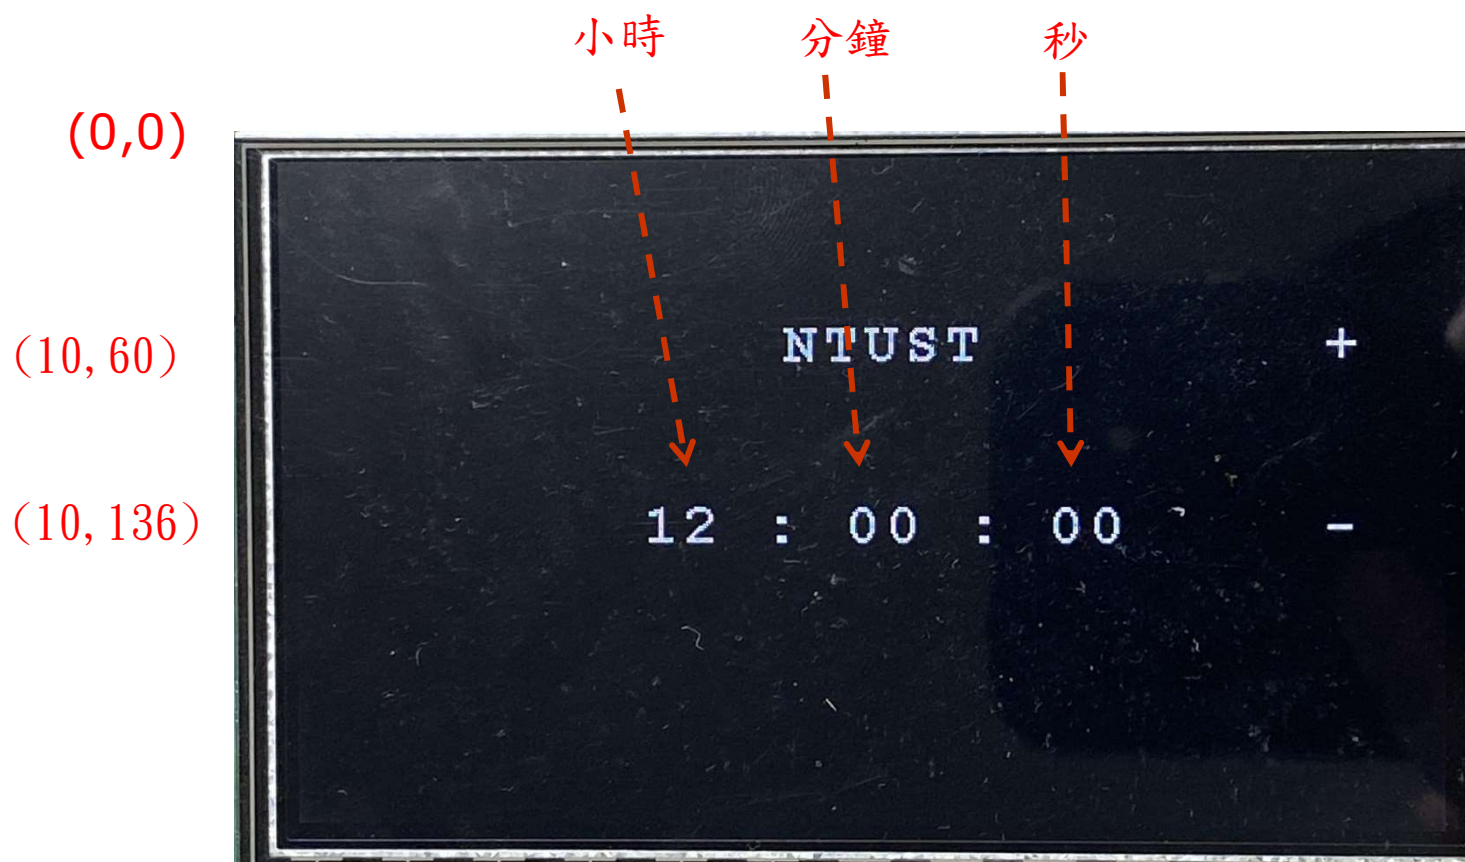 小時 分鐘 秒
(0,0)
(10,60) NTUST +
(10,136) 12 : 00 : 00 -